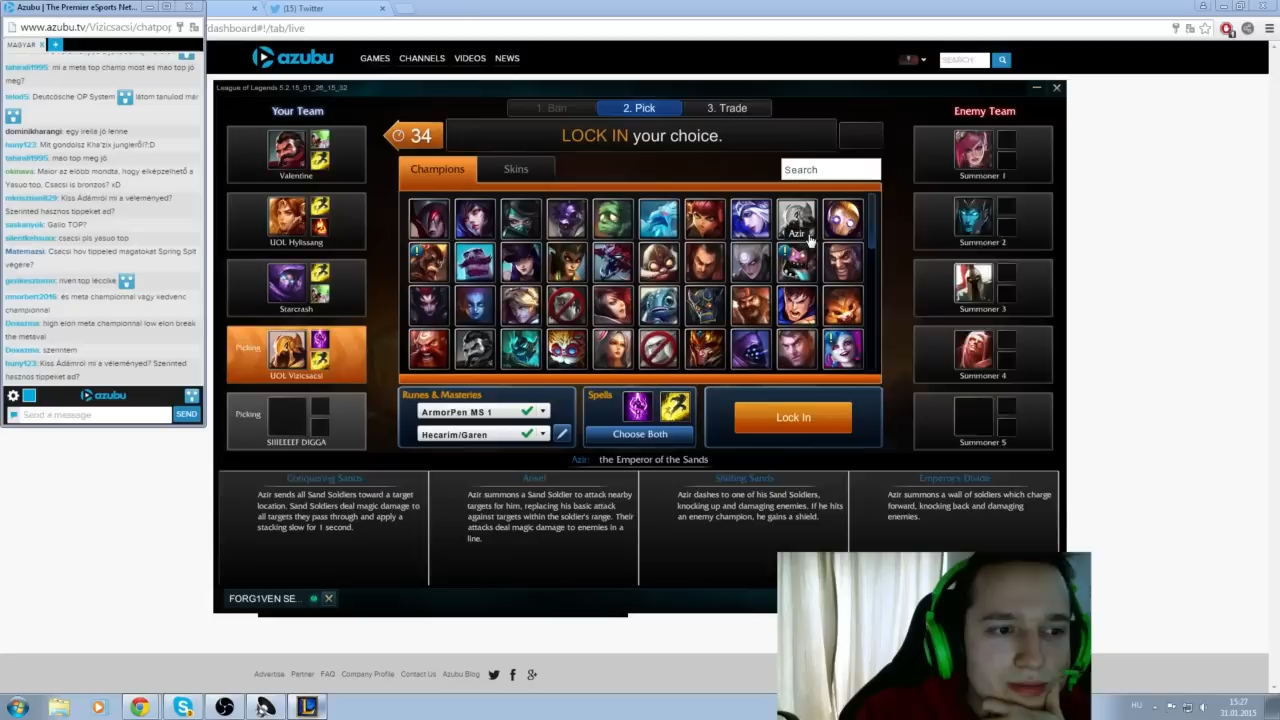 Azubu | The Premier eSports Net...
(15) Twitter
www.azubu.tv/Vizicsacsi/chatpop
dashboard#!/tab/live
MAGYAR
azubu
GAMES
CHANNELS
VIDEOS
NEWS
SEARCH
tahirali1995: mi a meta top champ most es mao top jó
meg?
Deutcösche OP System
látom tanulod már
dominikharangi: egy irelia jó lenne
huny123: Mit gondolsz Kha'zix jungleről?:D
tahirali1995: mao top meg jó
okinava: Maior az előbb mondta, hogy elképzelhető a
Yasuo top, Csacsi is bronzos? xD
mkrisztian829: Kiss Ádámról mi a véleményed?
Szerinted hasznos tippeket ad?
saskanyok: Galio TOP?
silentkehsuxx: csacsi pls yasuo top
Matemazsi: Csacsi hov tippeled magatokat Spring Split
végére?
riven top léccike
mnorbert2016: és meta championnal vagy kedvenc
championnal
Doxazma: high elon meta championnal low elon break
the metaval
Doxazma: szerintem
huny123: Kiss Ádámról mi a véleményed? Szerinted
hasznos tippeket ad?
azubu
Send a message
SEND
League of Legends 5.2.15_01_26_15_32
Your Team
1. Ban
2. Pick
3. Trade
Enemy Team
34
LOCK IN your choice.
Champions
Skins
Search
Valentine
UOL Hylissang
Starcrash
Picking
UOL Vizicsacsi
Picking
SIIIEEEEF DIGGA
Azir
Summoner 1
Summoner 2
Summoner 3
Summoner 4
Summoner 5
Runes & Masteries
ArmorPen MS 1
Hecarim/Garen
Spells
Choose Both
Lock In
Azir: the Emperor of the Sands
Conquering Sands
Azir sends all Sand Soldiers toward a target
location. Sand Soldiers deal magic damage to
all targets they pass through and apply a
stacking slow for 1 second.
Arise!
Azir summons a Sand Soldier to attack nearby
targets for him, replacing his basic attack
against targets within the soldier's range. Their
attacks deal magic damage to enemies in a
line.
Shifting Sands
Azir dashes to one of his Sand Soldiers,
knocking up and damaging enemies. If he hits
an enemy champion, he gains a shield.
Emperor's Divide
Azir summons a wall of soldiers which charge
forward, knocking back and damaging
enemies.
FORG1VEN SE...
Advertise
Partner
FAQ
Company Profile
Contact Us
Azubu Blog
HU
15:27
31.01.2015